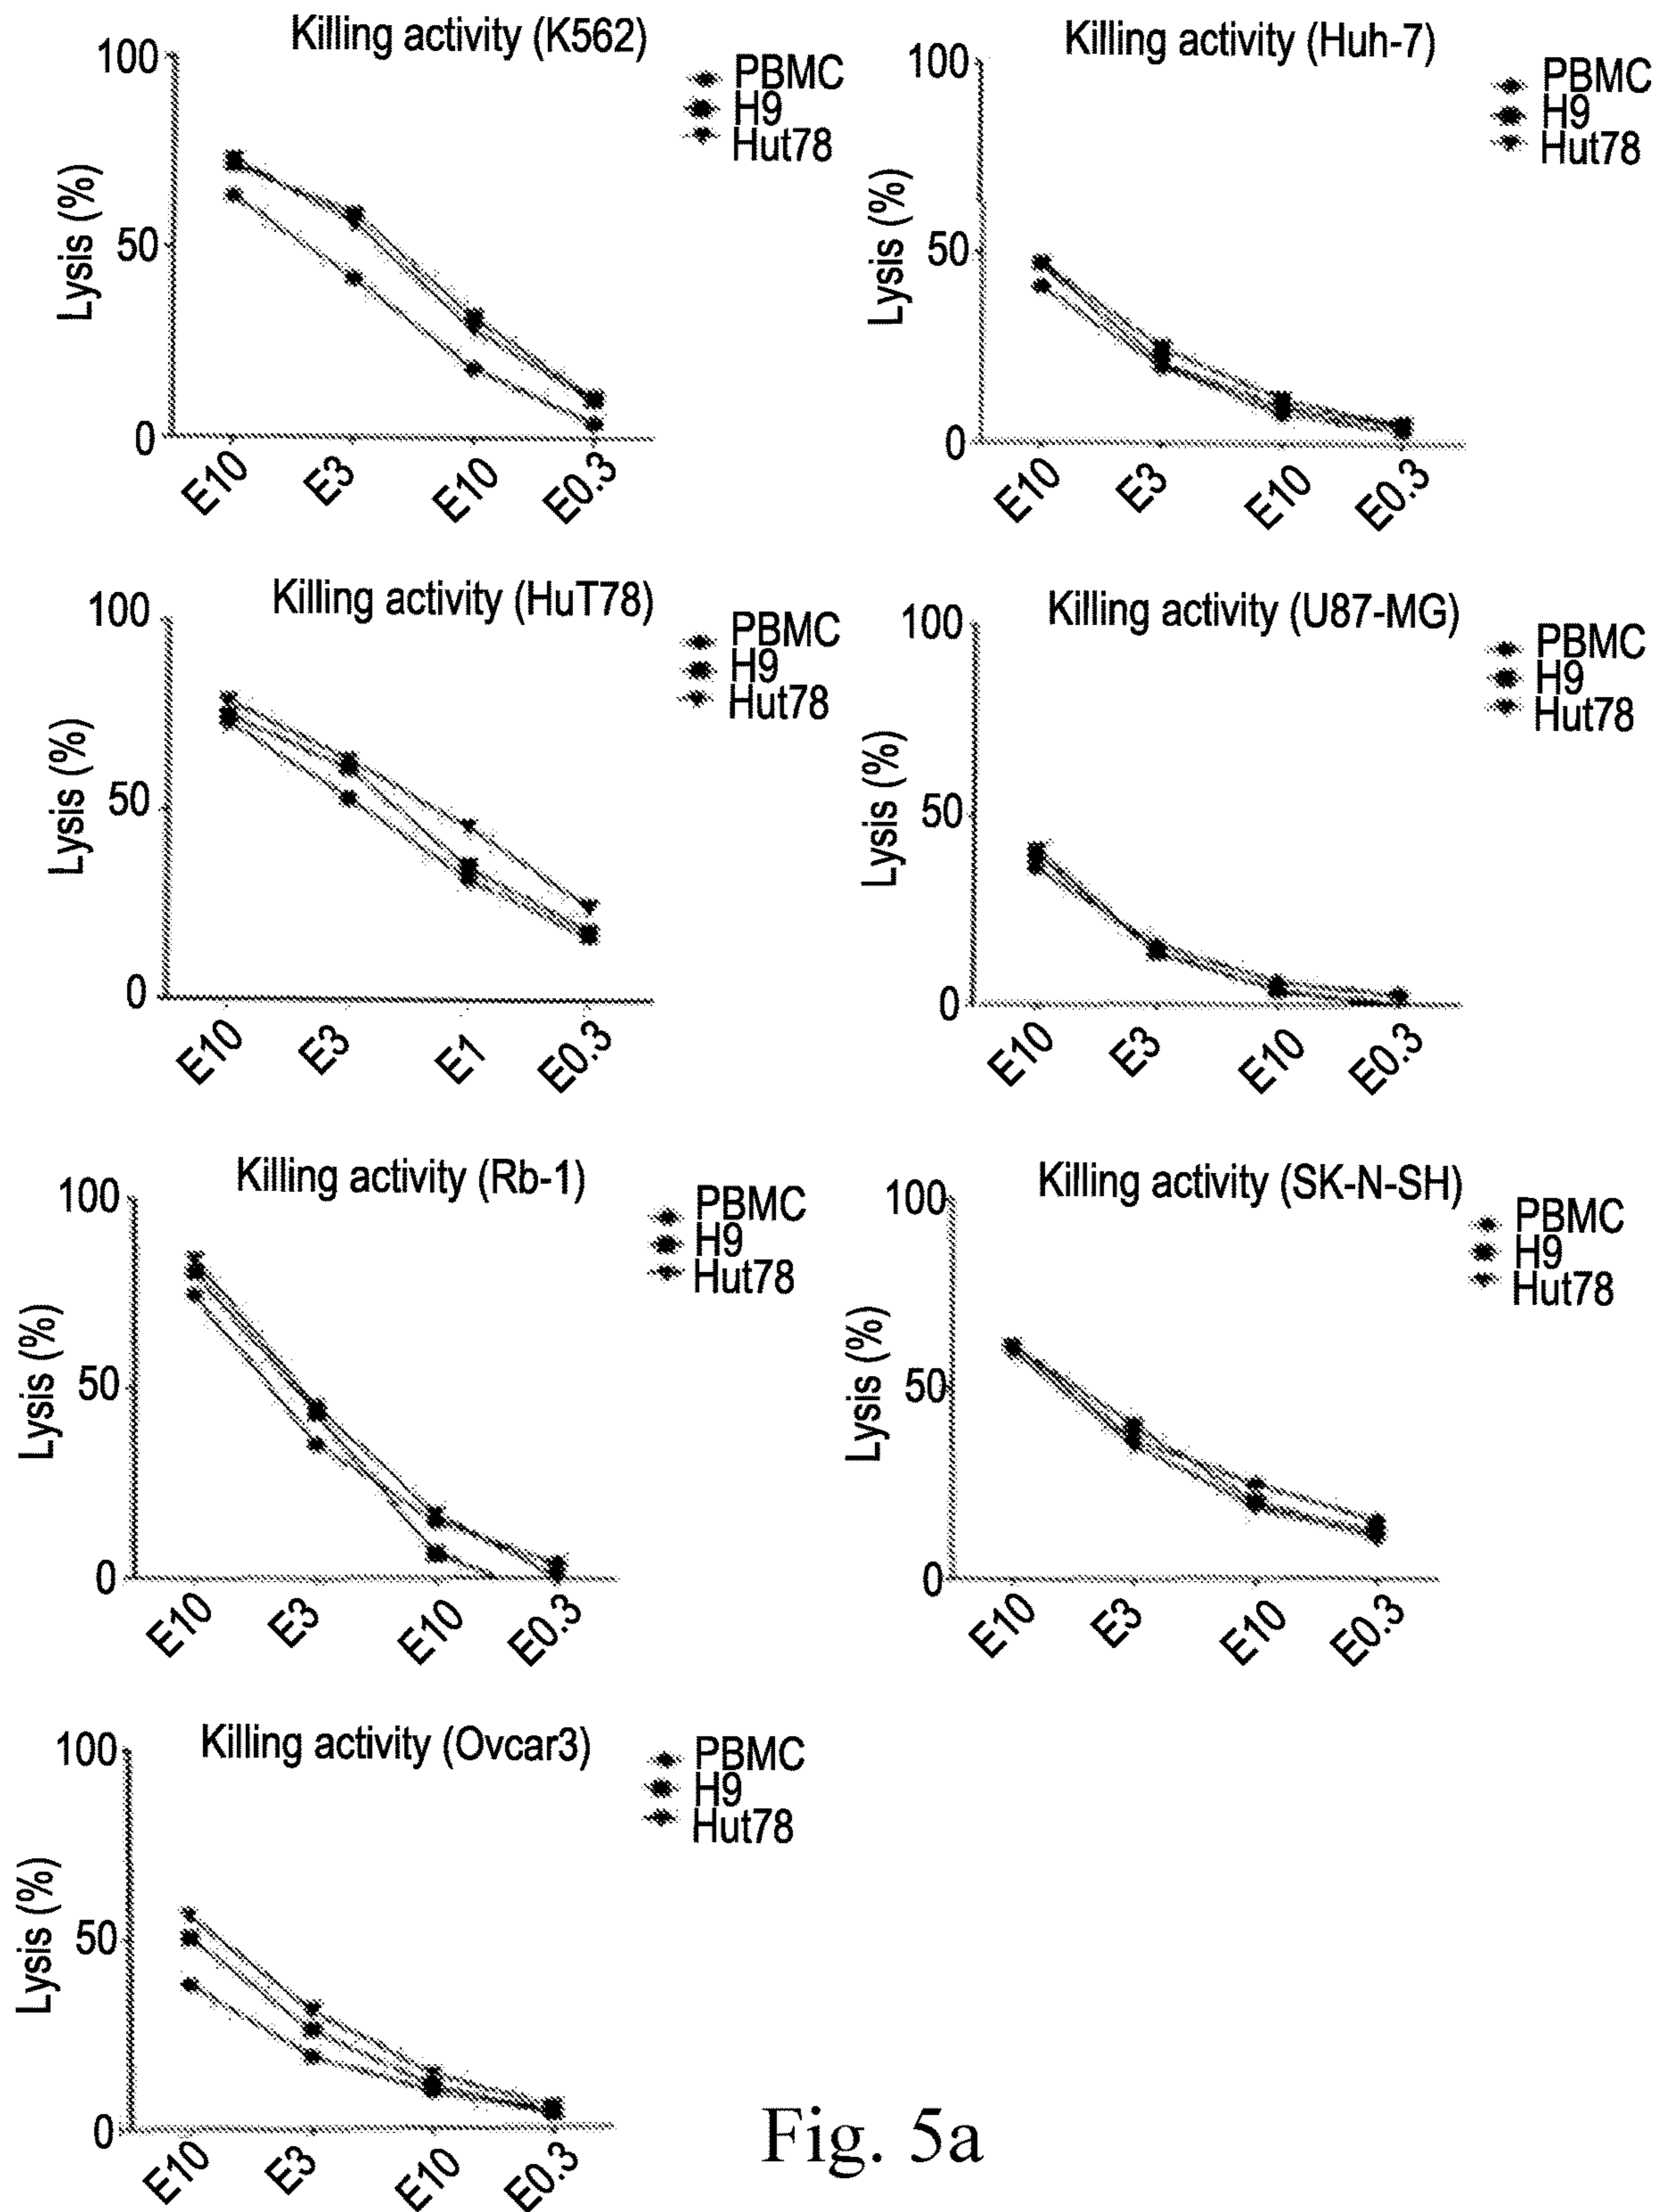 Killing activity (K562)
100
50
0
Lysis (%)
PBMC
H9
Hut78
E10
E3
E10
E0.3
Killing activity (Huh-7)
100
50
0
Lysis (%)
PBMC
H9
Hut78
E10
E3
E10
E0.3
Killing activity (HuT78)
100
50
0
Lysis (%)
PBMC
H9
Hut78
E10
E3
E1
E0.3
Killing activity (U87-MG)
100
50
0
Lysis (%)
PBMC
H9
Hut78
E10
E3
E10
E0.3
Killing activity (Rb-1)
100
50
0
Lysis (%)
PBMC
H9
Hut78
E10
E3
E10
E0.3
Killing activity (SK-N-SH)
100
50
0
Lysis (%)
PBMC
H9
Hut78
E10
E3
E10
E0.3
Killing activity (Ovcar3)
100
50
0
Lysis (%)
PBMC
H9
Hut78
E10
E3
E10
E0.3
Fig. 5a